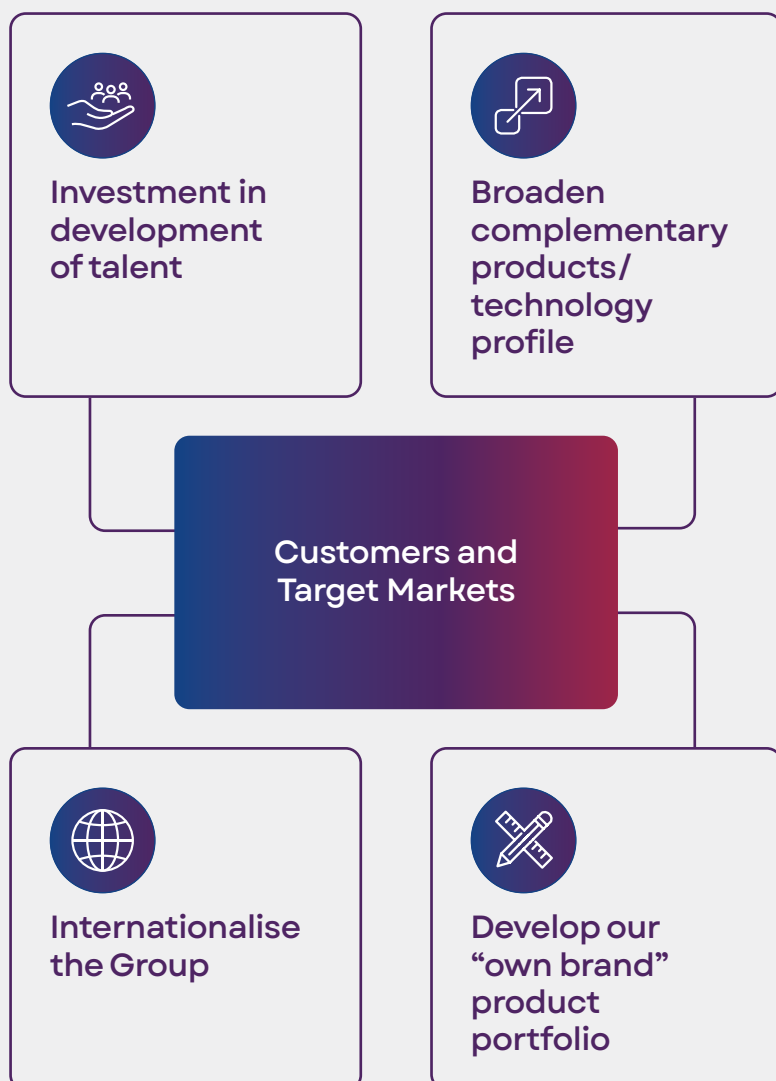 Investment in
development
of talent
Broaden
complementary
products/
technology
profile
Customers and
Target Markets
Internationalise
the Group
Develop our
“own brand”
product
portfolio